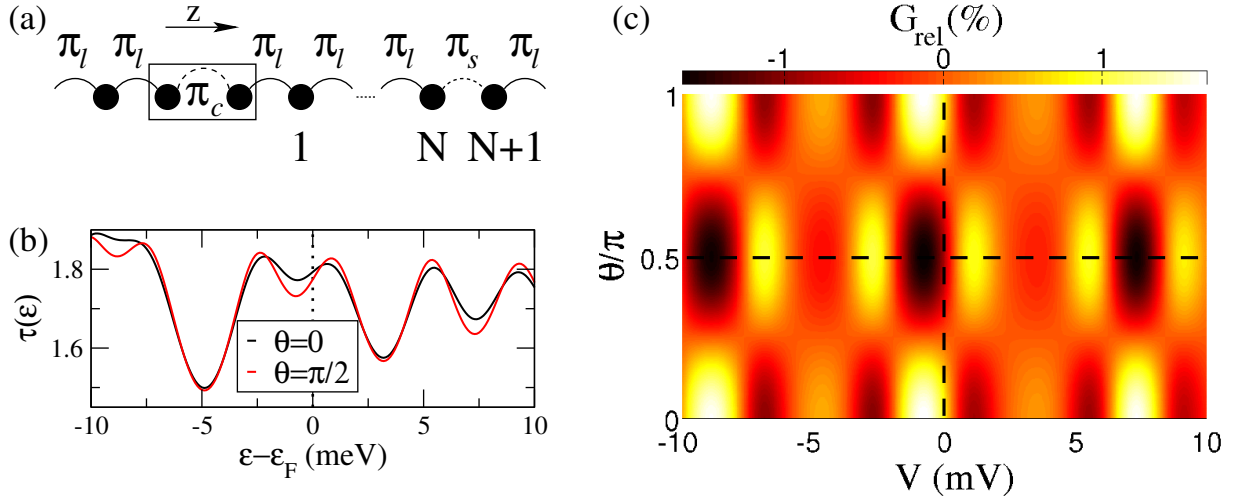 (a)
z
π_l π_l π_l π_l π_l π_s π_l
π_c
1 N N+1
(b)
τ(ε)
1.8
1.6
θ=0
θ=π/2
-10 -5 0 5 10
ε−ε_F (meV)
(c)
G_rel(%)
-1 0 1
θ/π
1
0.5
0
-10 -5 0 5 10
V (mV)